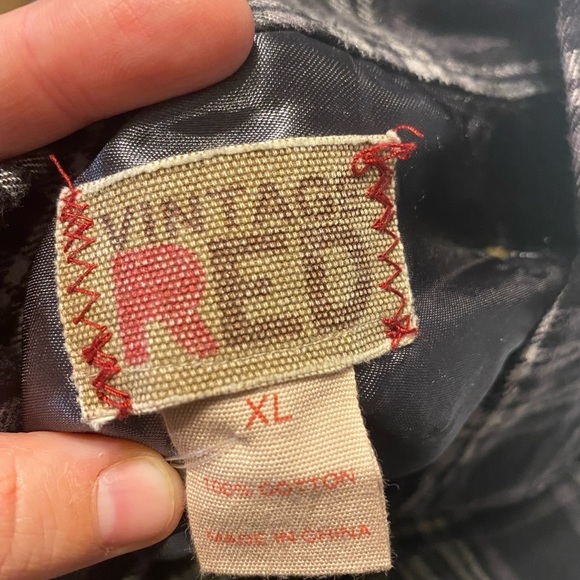 VINTAGE
RED
XL
100% COTTON
MADE IN CHINA